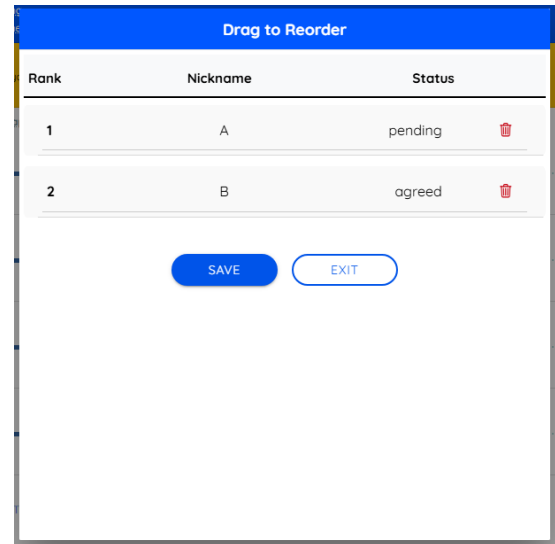 Drag to Reorder
Rank Nickname Status
1 A pending
2 B agreed
SAVE EXIT